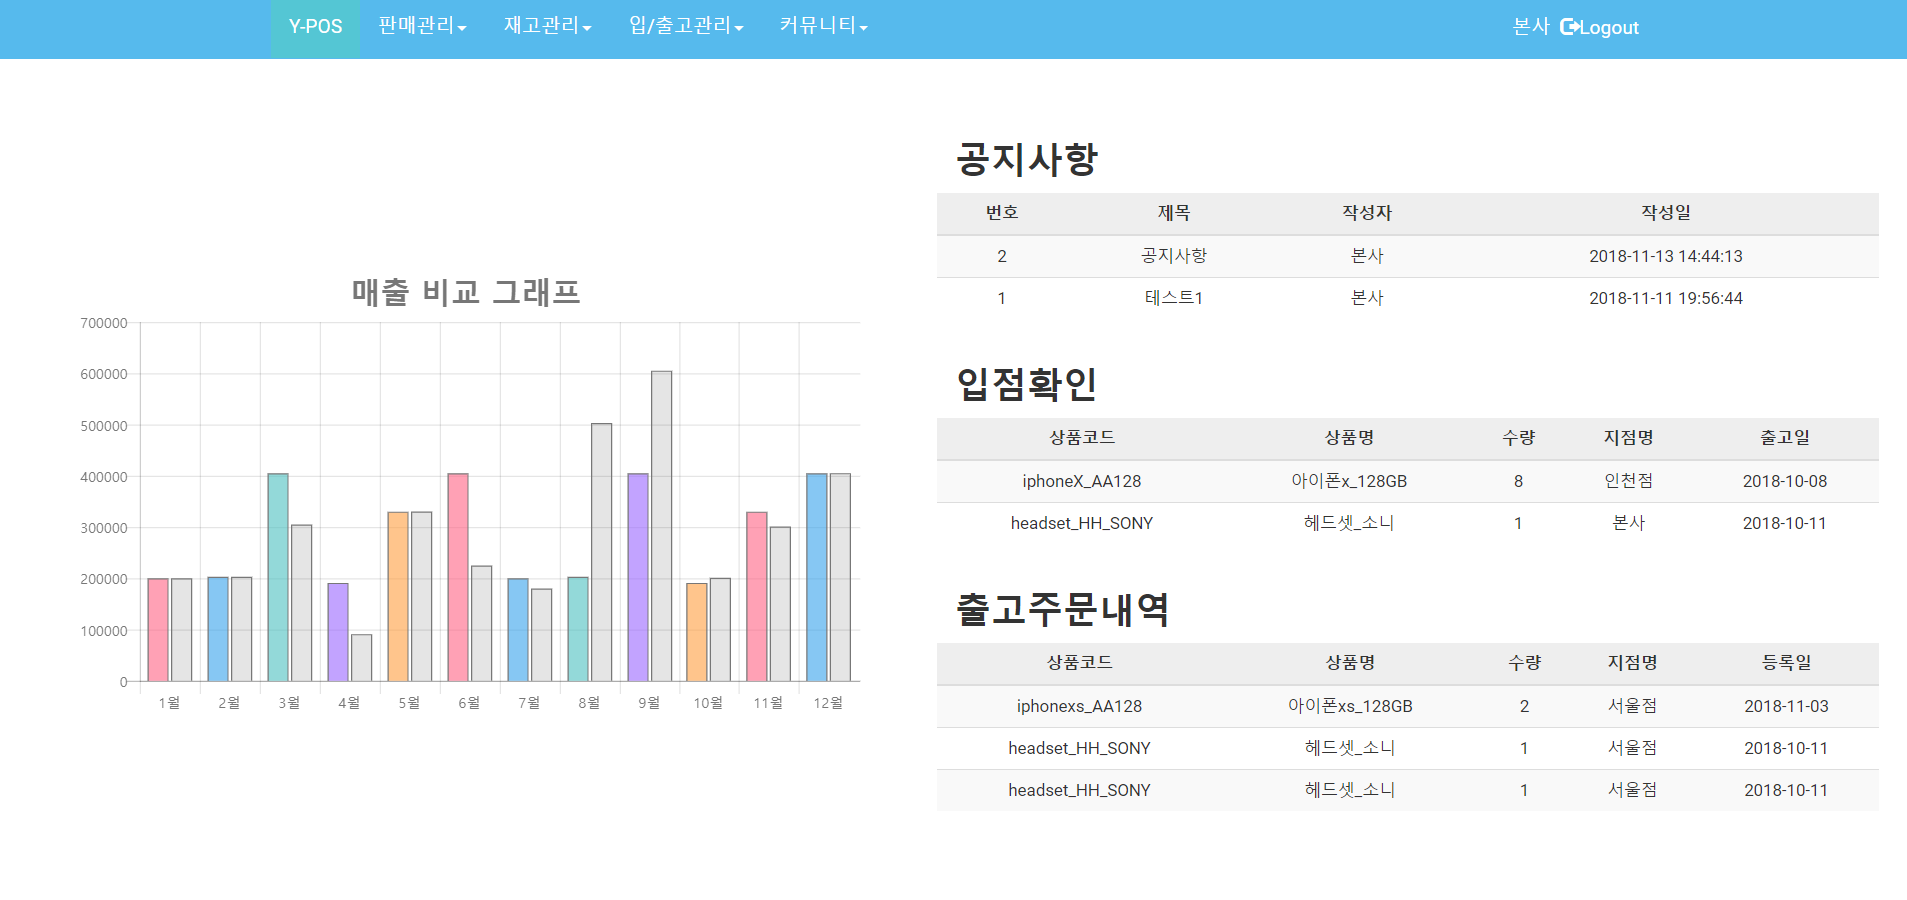 Y-POS 판매관리 재고관리 입/출고관리 커뮤니티 본사 Logout
매출 비교 그래프
700000
600000
500000
400000
300000
200000
100000
0
1월 2월 3월 4월 5월 6월 7월 8월 9월 10월 11월 12월
공지사항
번호 제목 작성자 작성일
2 공지사항 본사 2018-11-13 14:44:13
1 테스트1 본사 2018-11-11 19:56:44
입점확인
상품코드 상품명 수량 지점명 출고일
iphoneX_AA128 아이폰x_128GB 8 인천점 2018-10-08
headset_HH_SONY 헤드셋_소니 1 본사 2018-10-11
출고주문내역
상품코드 상품명 수량 지점명 등록일
iphonexs_AA128 아이폰xs_128GB 2 서울점 2018-11-03
headset_HH_SONY 헤드셋_소니 1 서울점 2018-10-11
headset_HH_SONY 헤드셋_소니 1 서울점 2018-10-11